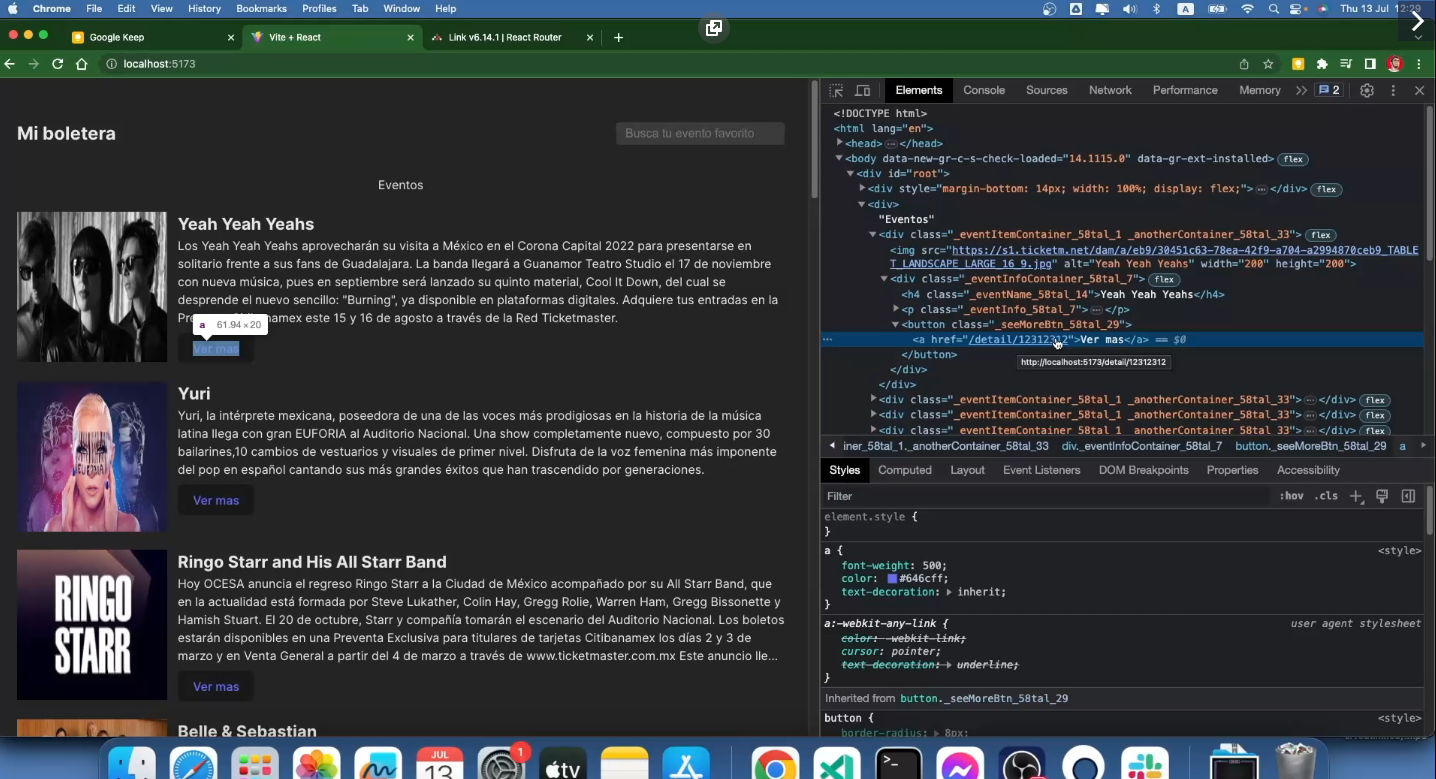 Chrome File Edit View History Bookmarks Profiles Tab Window Help A Thu 13 Jul 12:29
Google Keep Vite + React Link v6.14.1 | React Router
localhost:5173
Mi boletera
Busca tu evento favorito
Eventos
Yeah Yeah Yeahs
Los Yeah Yeah Yeahs aprovecharán su visita a México en el Corona Capital 2022 para presentarse en
solitario frente a sus fans de Guadalajara. La banda llegará a Guanamor Teatro Studio el 17 de noviembre
con nueva música, pues en septiembre será lanzado su quinto material, Cool It Down, del cual se
desprende el nuevo sencillo: "Burning", ya disponible en plataformas digitales. Adquiere tus entradas en la
este 15 y 16 de agosto a través de la Red Ticketmaster.
a 61.94 × 20
Ver mas
Yuri
Yuri, la intérprete mexicana, poseedora de una de las voces más prodigiosas en la historia de la música
latina llega con gran EUFORIA al Auditorio Nacional. Una show completamente nuevo, compuesto por 30
bailarines,10 cambios de vestuarios y visuales de primer nivel. Disfruta de la voz femenina más imponente
del pop en español cantando sus más grandes éxitos que han trascendido por generaciones.
Ver mas
RINGO
STARR
Ringo Starr and His All Starr Band
Hoy OCESA anuncia el regreso Ringo Starr a la Ciudad de México acompañado por su All Starr Band, que
en la actualidad está formada por Steve Lukather, Colin Hay, Gregg Rolie, Warren Ham, Gregg Bissonette y
Hamish Stuart. El 20 de octubre, Starr y compañía tomarán el escenario del Auditorio Nacional. Los boletos
estarán disponibles en una Preventa Exclusiva para titulares de tarjetas Citibanamex los días 2 y 3 de
marzo y en Venta General a partir del 4 de marzo a través de www.ticketmaster.com.mx Este anuncio lle...
Ver mas
Belle & Sebastian
Elements Console Sources Network Performance Memory 2
<!DOCTYPE html>
<html lang="en">
<head> </head>
<body data-new-gr-c-s-check-loaded="14.1115.0" data-gr-ext-installed> flex
<div id="root">
<div style="margin-bottom: 14px; width: 100%; display: flex;"> </div> flex
<div>
"Eventos"
<div class="_eventItemContainer_58tal_1 _anotherContainer_58tal_33"> flex
<img src="https://s1.ticketm.net/dam/a/eb9/30451c63-78ea-42f9-a704-a2994870ceb9_TABLE
T_LANDSCAPE_LARGE_16_9.jpg" alt="Yeah Yeah Yeahs" width="200" height="200">
<div class="_eventInfoContainer_58tal_7"> flex
<h4 class="_eventName_58tal_14">Yeah Yeah Yeahs</h4>
<p class="_eventInfo_58tal_7"> </p>
<button class="_seeMoreBtn_58tal_29">
<a href="/detail/12312312">Ver mas</a> == $0
</button>
http://localhost:5173/detail/12312312
</div>
</div>
<div class="_eventItemContainer_58tal_1 _anotherContainer_58tal_33"> </div> flex
<div class="_eventItemContainer_58tal_1 _anotherContainer_58tal_33"> </div> flex
<div class="_eventItemContainer_58tal_1 _anotherContainer_58tal_33"> </div> flex
iner_58tal_1._anotherContainer_58tal_33 div._eventInfoContainer_58tal_7 button._seeMoreBtn_58tal_29 a
Styles Computed Layout Event Listeners DOM Breakpoints Properties Accessibility
Filter :hov .cls
element.style {
}
a { <style>
font-weight: 500;
color: #646cff;
text-decoration: inherit;
}
a:-webkit-any-link { user agent stylesheet
color: -webkit-link;
cursor: pointer;
text-decoration: underline;
}
Inherited from button._seeMoreBtn_58tal_29
button { <style>
border-radius: 8px;
JUL
13
1
tv